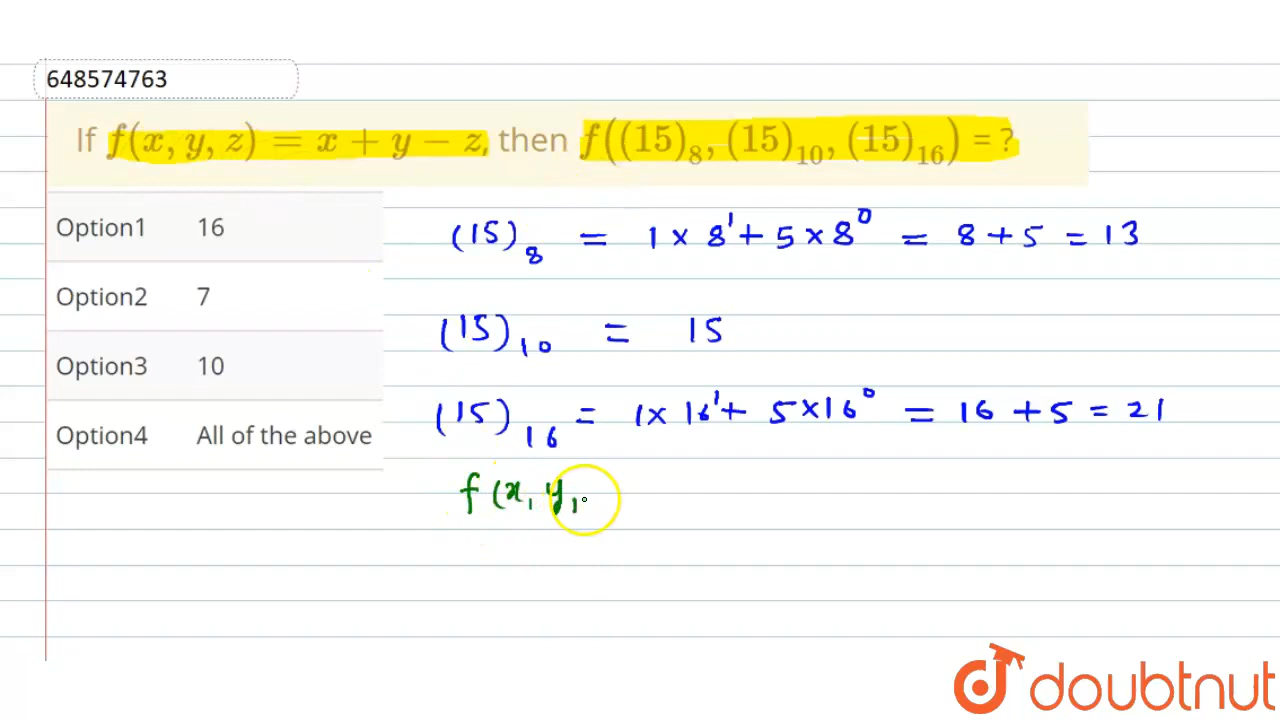 648574763
If f(x, y, z) = x + y − z, then f((15)₈, (15)₁₀, (15)₁₆) = ?
Option1 16
Option2 7
Option3 10
Option4 All of the above
(15)₈ = 1 × 8¹ + 5 × 8⁰ = 8 + 5 = 13
(15)₁₀ = 15
(15)₁₆ = 1 × 16¹ + 5 × 16⁰ = 16 + 5 = 21
f (x, y,
doubtnut